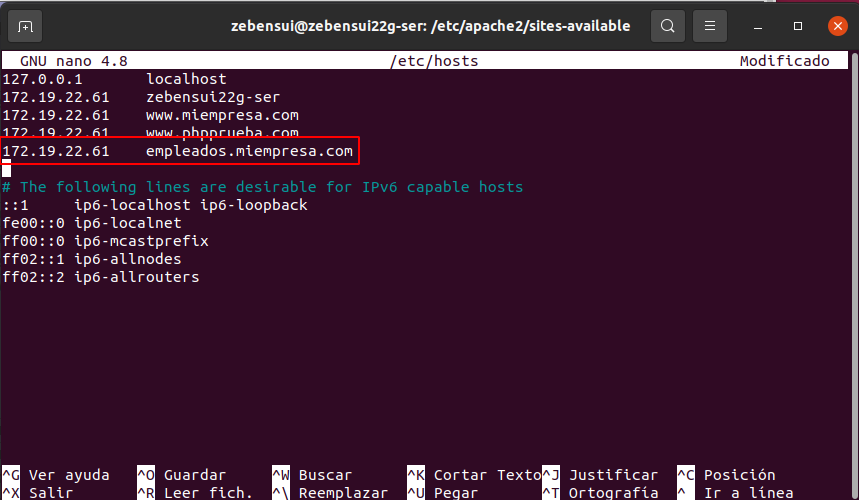 zebensui@zebensui22g-ser: /etc/apache2/sites-available
GNU nano 4.8 /etc/hosts Modificado
127.0.0.1 localhost
172.19.22.61 zebensui22g-ser
172.19.22.61 www.miempresa.com
172.19.22.61 www.phpprueba.com
172.19.22.61 empleados.miempresa.com
# The following lines are desirable for IPv6 capable hosts
::1 ip6-localhost ip6-loopback
fe00::0 ip6-localnet
ff00::0 ip6-mcastprefix
ff02::1 ip6-allnodes
ff02::2 ip6-allrouters
^G Ver ayuda ^O Guardar ^W Buscar ^K Cortar Texto ^J Justificar ^C Posición
^X Salir ^R Leer fich. ^\ Reemplazar ^U Pegar ^T Ortografía ^_ Ir a línea